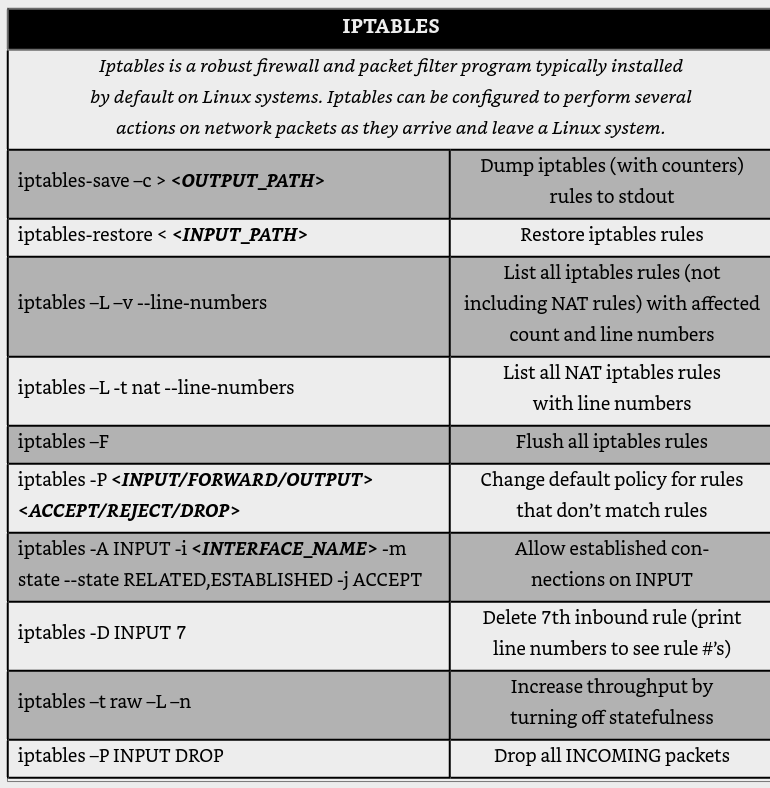 IPTABLES
Iptables is a robust firewall and packet filter program typically installed
by default on Linux systems. Iptables can be configured to perform several
actions on network packets as they arrive and leave a Linux system.
iptables-save –c > <OUTPUT_PATH>
Dump iptables (with counters)
rules to stdout
iptables-restore < <INPUT_PATH>
Restore iptables rules
iptables –L –v --line-numbers
List all iptables rules (not
including NAT rules) with affected
count and line numbers
iptables –L -t nat --line-numbers
List all NAT iptables rules
with line numbers
iptables –F
Flush all iptables rules
iptables -P <INPUT/FORWARD/OUTPUT>
<ACCEPT/REJECT/DROP>
Change default policy for rules
that don’t match rules
iptables -A INPUT -i <INTERFACE_NAME> -m
state --state RELATED,ESTABLISHED -j ACCEPT
Allow established con-
nections on INPUT
iptables -D INPUT 7
Delete 7th inbound rule (print
line numbers to see rule #’s)
iptables –t raw –L –n
Increase throughput by
turning off statefulness
iptables –P INPUT DROP
Drop all INCOMING packets